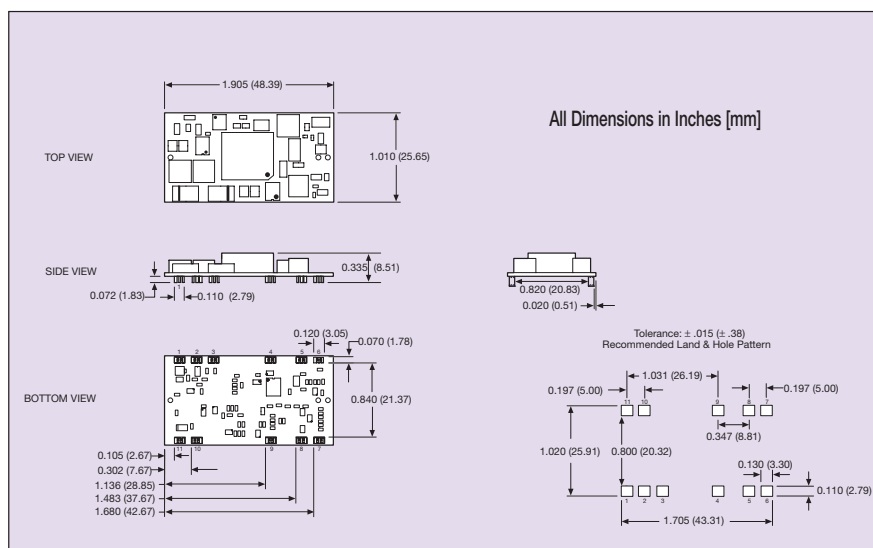 1.905 (48.39)
All Dimensions in Inches [mm]
TOP VIEW
1.010 (25.65)
SIDE VIEW
0.335 (8.51)
0.072 (1.83)
1
0.110 (2.79)
0.820 (20.83)
0.020 (0.51)
0.120 (3.05)
0.070 (1.78)
1 2 3 4 5 6
BOTTOM VIEW
0.840 (21.37)
11 10 9 8 7
0.105 (2.67)
0.302 (7.67)
1.136 (28.85)
1.483 (37.67)
1.680 (42.67)
Tolerance: ± .015 (± .38)
Recommended Land & Hole Pattern
1.031 (26.19)
0.197 (5.00)
0.197 (5.00)
11 10 9 8 7
0.347 (8.81)
1.020 (25.91)
0.800 (20.32)
0.130 (3.30)
0.110 (2.79)
1 2 3 4 5 6
1.705 (43.31)